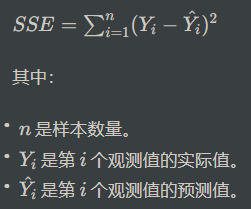 $SSE = \sum_{i=1}^{n}(Y_i - \hat{Y}_i)^2$
其中：
• $n$ 是样本数量。
• $Y_i$ 是第 $i$ 个观测值的实际值。
• $\hat{Y}_i$ 是第 $i$ 个观测值的预测值。